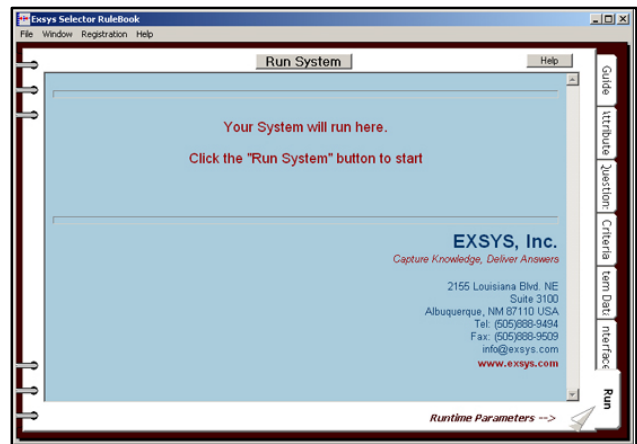 Exsys Selector RuleBook
File Window Registration Help
Run System
Help
Your System will run here.
Click the "Run System" button to start
EXSYS, Inc.
Capture Knowledge, Deliver Answers
2155 Louisiana Blvd. NE
Suite 3100
Albuquerque, NM 87110 USA
Tel: (505)888-9494
Fax: (505)888-9509
info@exsys.com
www.exsys.com
Runtime Parameters -->
Guide
ttribute
Question
Criteria
tem Dat
nterface
Run